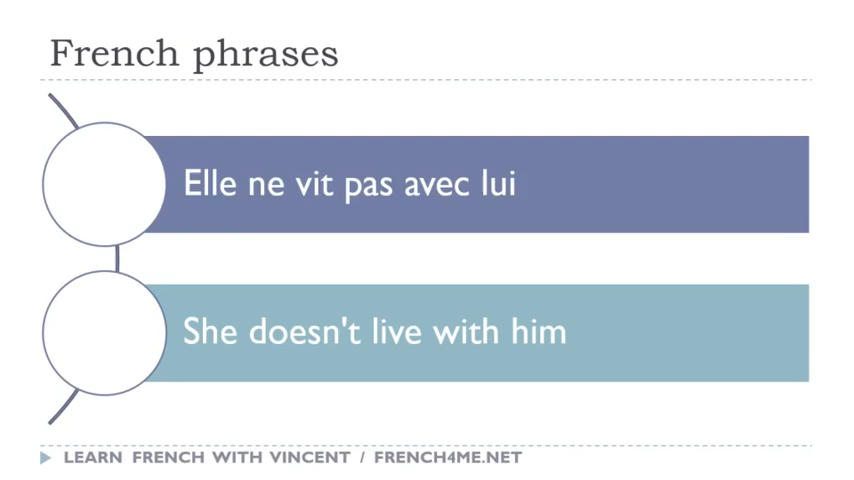 French phrases
Elle ne vit pas avec lui
She doesn't live with him
LEARN FRENCH WITH VINCENT / FRENCH4ME.NET